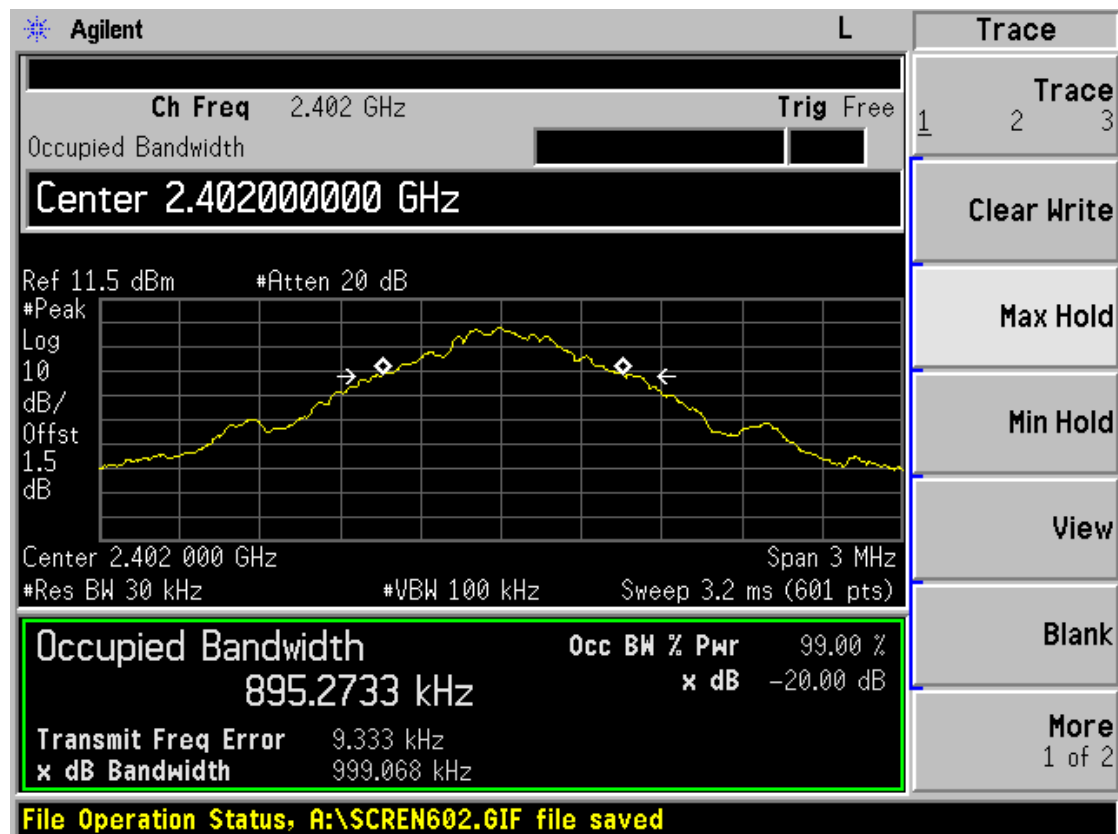 Agilent L
Ch Freq 2.402 GHz Trig Free
Occupied Bandwidth
Center 2.402000000 GHz
Ref 11.5 dBm #Atten 20 dB
#Peak
Log
10
dB/
Offst
1.5
dB
Center 2.402 000 GHz Span 3 MHz
#Res BW 30 kHz #VBW 100 kHz Sweep 3.2 ms (601 pts)
Occupied Bandwidth
895.2733 kHz
Occ BW % Pwr 99.00 %
x dB -20.00 dB
Transmit Freq Error 9.333 kHz
x dB Bandwidth 999.068 kHz
File Operation Status, A:\SCREN602.GIF file saved
Trace
Trace
1 2 3
Clear Write
Max Hold
Min Hold
View
Blank
More
1 of 2